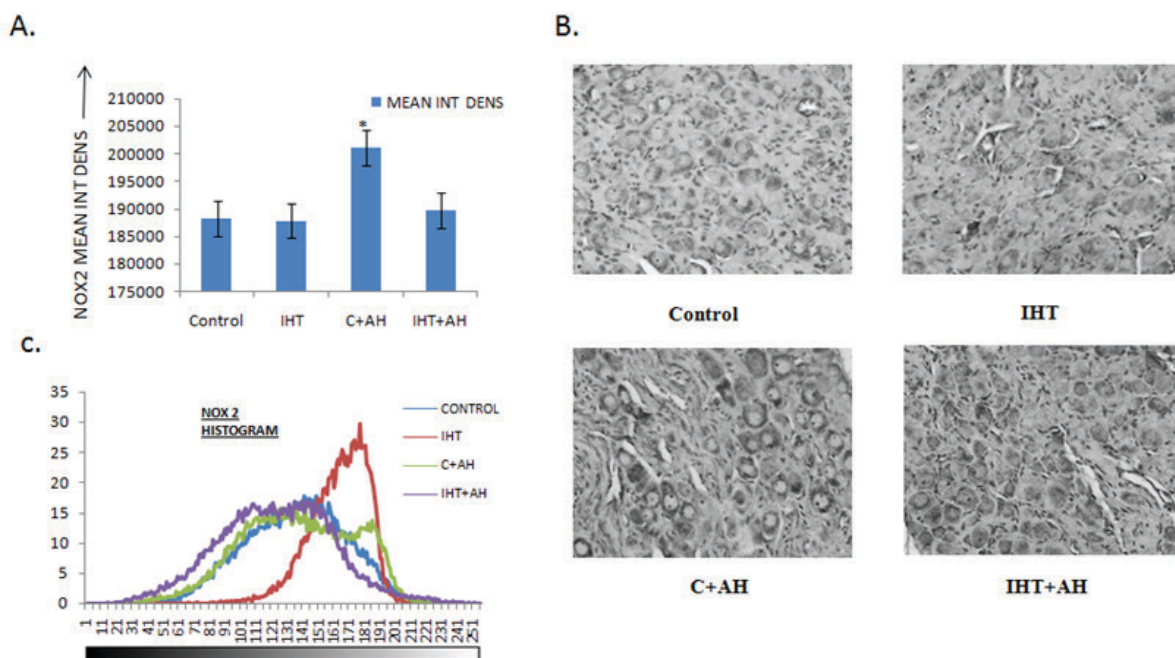 A.
NOX2 MEAN INT DENS
210000
205000
200000
195000
190000
185000
180000
175000
MEAN INT DENS
*
Control IHT C+AH IHT+AH
B.
Control IHT
C+AH IHT+AH
C.
35
30
25
20
15
10
5
0
NOX 2
HISTOGRAM
CONTROL
IHT
C+AH
IHT+AH
1 11 21 31 41 51 61 71 81 91 101 111 121 131 141 151 161 171 181 191 201 211 221 231 241 251